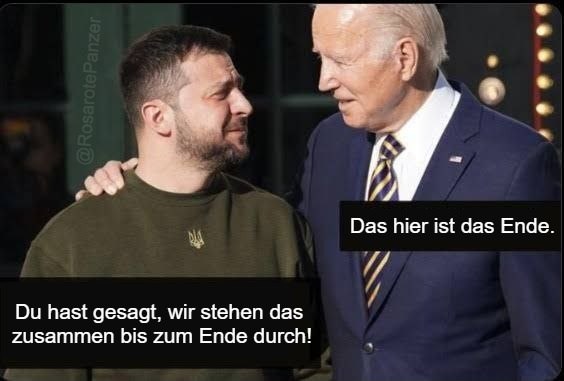 @RosarotePanzer
Das hier ist das Ende.
Du hast gesagt, wir stehen das
zusammen bis zum Ende durch!